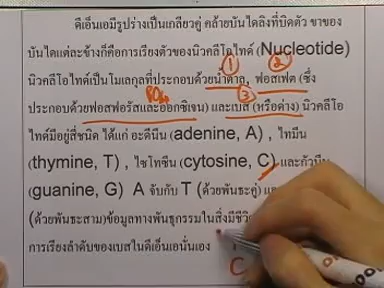 ดีเอ็นเอมีรูปร่างเป็นเกลียวคู่ คล้ายบันไดลิงที่บิดตัว ขาของ
บันไดแต่ละข้างก็คือการเรียงตัวของนิวคลีโอไทด์ (Nucleotide)
① ②
นิวคลีโอไทด์เป็นโมเลกุลที่ประกอบด้วยน้ำตาล, ฟอสเฟต (ซึ่ง
③
ประกอบด้วยฟอสฟอรัสและออกซิเจน) และเบส (หรือด่าง) นิวคลีโอ
ไทด์มีอยู่สี่ชนิด ได้แก่ อะดีนีน (adenine, A) , ไทมีน
(thymine, T) , ไซโทซีน (cytosine, C) และกัวนีน
(guanine, G) A จับกับ T (ด้วยพันธะคู่)
(ด้วยพันธะสาม)ข้อมูลทางพันธุกรรมในสิ่งมีชีวิ
การเรียงลำดับของเบสในดีเอ็นเอนั่นเอง
C